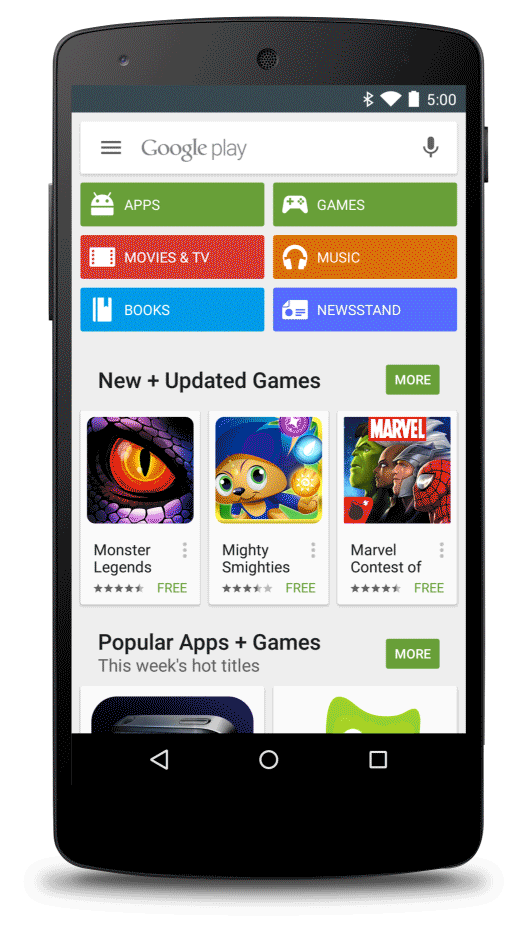 5:00
Google play
APPS
GAMES
MOVIES & TV
MUSIC
BOOKS
NEWSSTAND
New + Updated Games
MORE
MARVEL
Monster
Legends
FREE
Mighty
Smighties
FREE
Marvel
Contest of
FREE
Popular Apps + Games
This week's hot titles
MORE